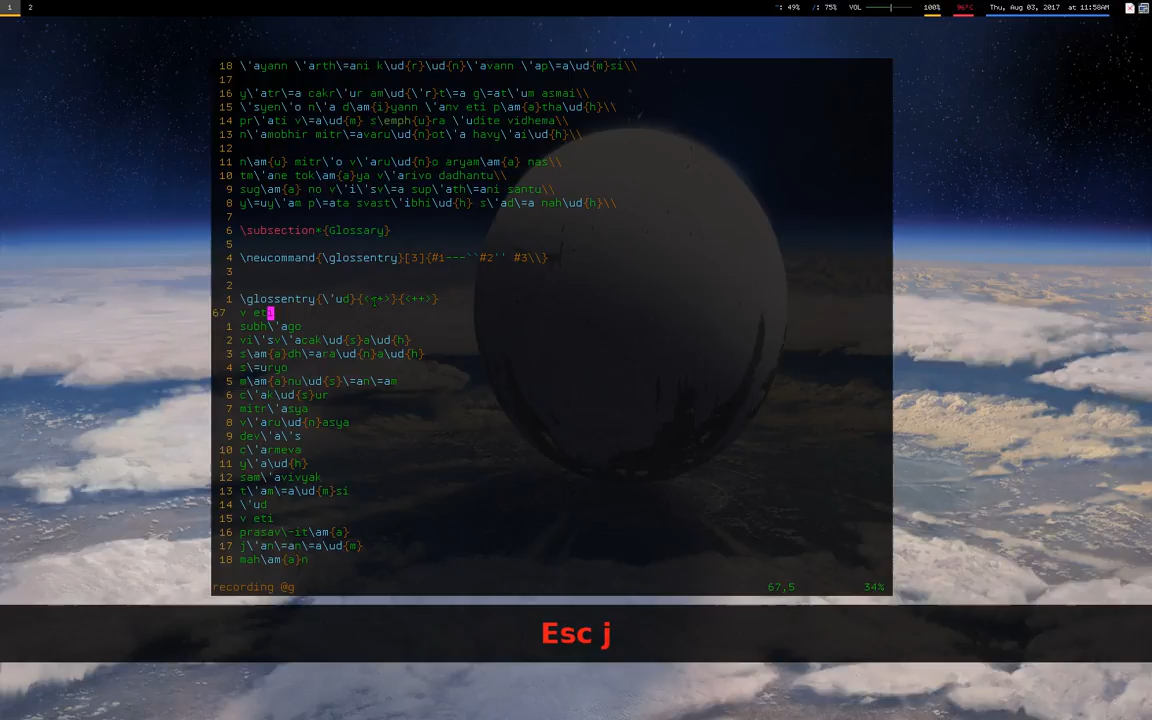 1 2 ~: 49% /: 75% VOL 100% 96°C Thu, Aug 03, 2017 at 11:58AM
18 \'ayann \'arth\=ani k\ud{r}\ud{n}\'avann \'ap\=a\ud{m}si\\
17
16 y\'atr\=a cakr\'ur am\ud{\'r}t\=a g\=at\'um asmai\\
15 \'syen\'o n\'a d\am{i}yann \'anv eti p\am{a}tha\ud{h}\\
14 pr\'ati v\=a\ud{m} s\emph{u}ra \'udite vidhema\\
13 n\'amobhir mitr\=avaru\ud{n}ot\'a havy\'ai\ud{h}\\
12
11 n\am{u} mitr\'o v\'aru\ud{n}o aryam\am{a} nas\\
10 tm\'ane tok\am{a}ya v\'arivo dadhantu\\
9 sug\am{a} no v\'i\'sv\=a sup\'ath\=ani santu\\
8 y\=uy\'am p\=ata svast\'ibhi\ud{h} s\'ad\=a nah\ud{h}\\
7
6 \subsection*{Glossary}
5
4 \newcommand{\glossentry}[3]{#1---``#2'' #3\\}
3
2
1 \glossentry{\'ud}{<++>}{<++>}
67 v eti
1 subh\'ago
2 vi\'sv\'acak\ud{s}a\ud{h}
3 s\am{a}dh\=ara\ud{n}a\ud{h}
4 s\=uryo
5 m\am{a}nu\ud{s}\=an\=am
6 c\'ak\ud{s}ur
7 mitr\'asya
8 v\'aru\ud{n}asya
9 dev\'a\'s
10 c\'armeva
11 y\'a\ud{h}
12 sam\'avivyak
13 t\'am\=a\ud{m}si
14 \'ud
15 v eti
16 prasav\-it\am{a}
17 j\'an\=an\=a\ud{m}
18 mah\am{a}n
recording @g 67,5 34%
Esc j